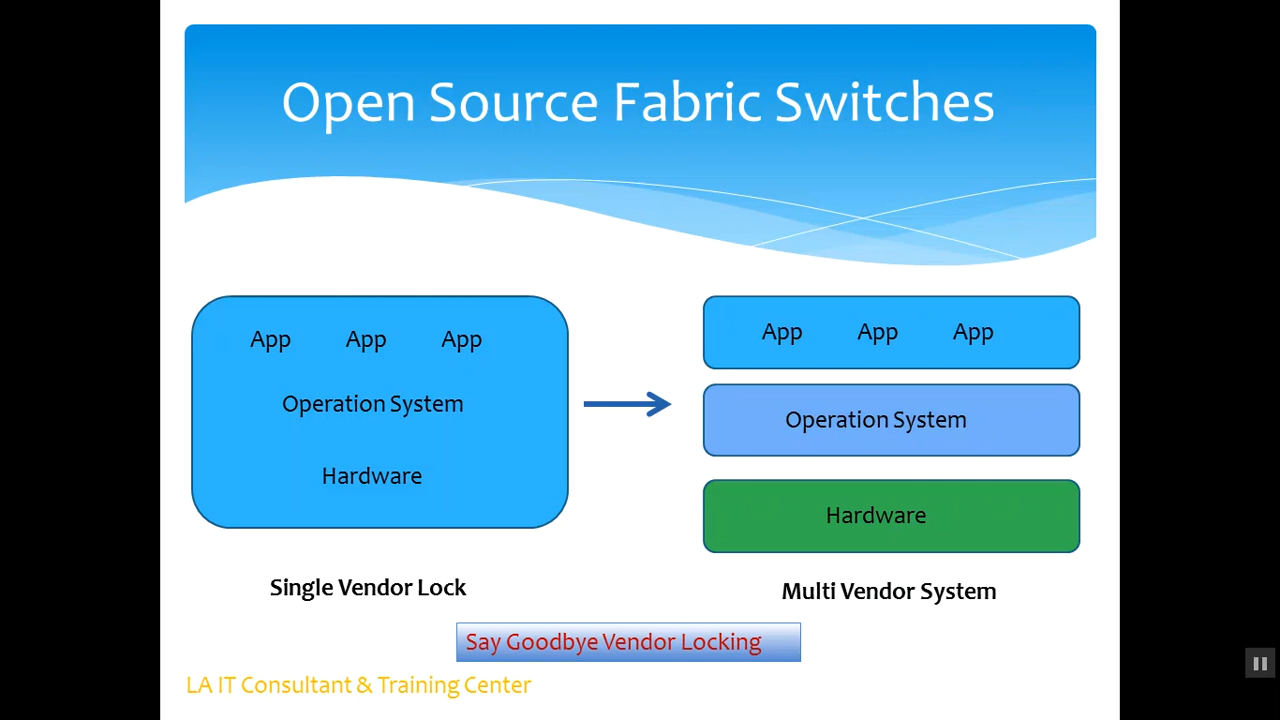 Open Source Fabric Switches
App App App
Operation System
Hardware
Single Vendor Lock
App App App
Operation System
Hardware
Multi Vendor System
Say Goodbye Vendor Locking
LA IT Consultant & Training Center